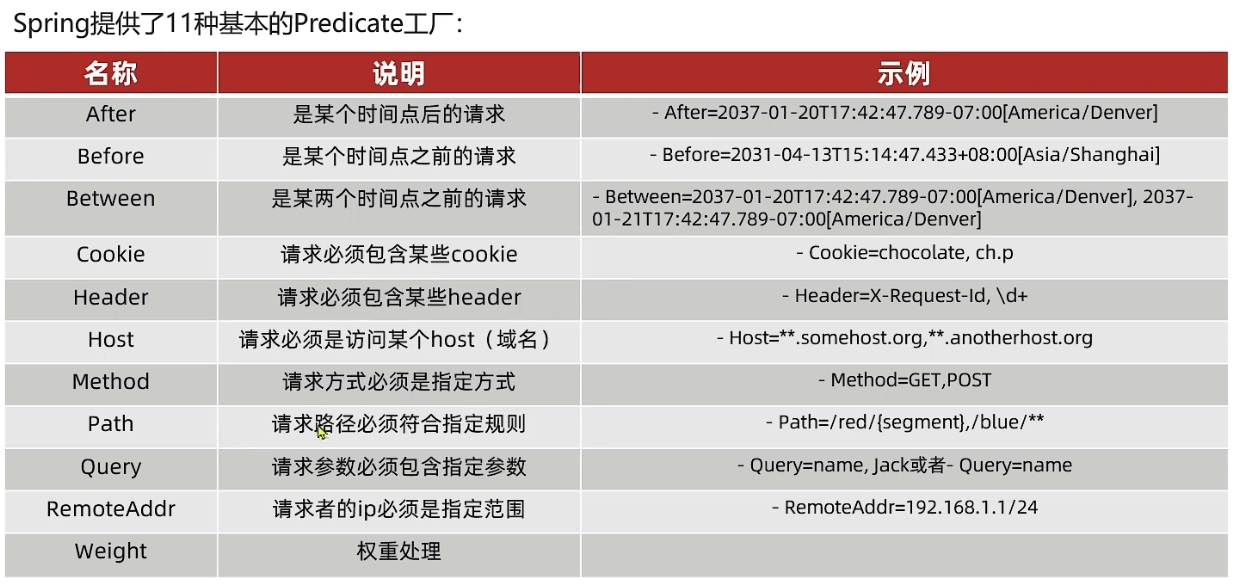 Spring提供了11种基本的Predicate工厂：
名称 说明 示例
After 是某个时间点后的请求 - After=2037-01-20T17:42:47.789-07:00[America/Denver]
Before 是某个时间点之前的请求 - Before=2031-04-13T15:14:47.433+08:00[Asia/Shanghai]
Between 是某两个时间点之前的请求 - Between=2037-01-20T17:42:47.789-07:00[America/Denver], 2037-
01-21T17:42:47.789-07:00[America/Denver]
Cookie 请求必须包含某些cookie - Cookie=chocolate, ch.p
Header 请求必须包含某些header - Header=X-Request-Id, \d+
Host 请求必须是访问某个host（域名） - Host=**.somehost.org,**.anotherhost.org
Method 请求方式必须是指定方式 - Method=GET,POST
Path 请求路径必须符合指定规则 - Path=/red/{segment},/blue/**
Query 请求参数必须包含指定参数 - Query=name, Jack或者- Query=name
RemoteAddr 请求者的ip必须是指定范围 - RemoteAddr=192.168.1.1/24
Weight 权重处理